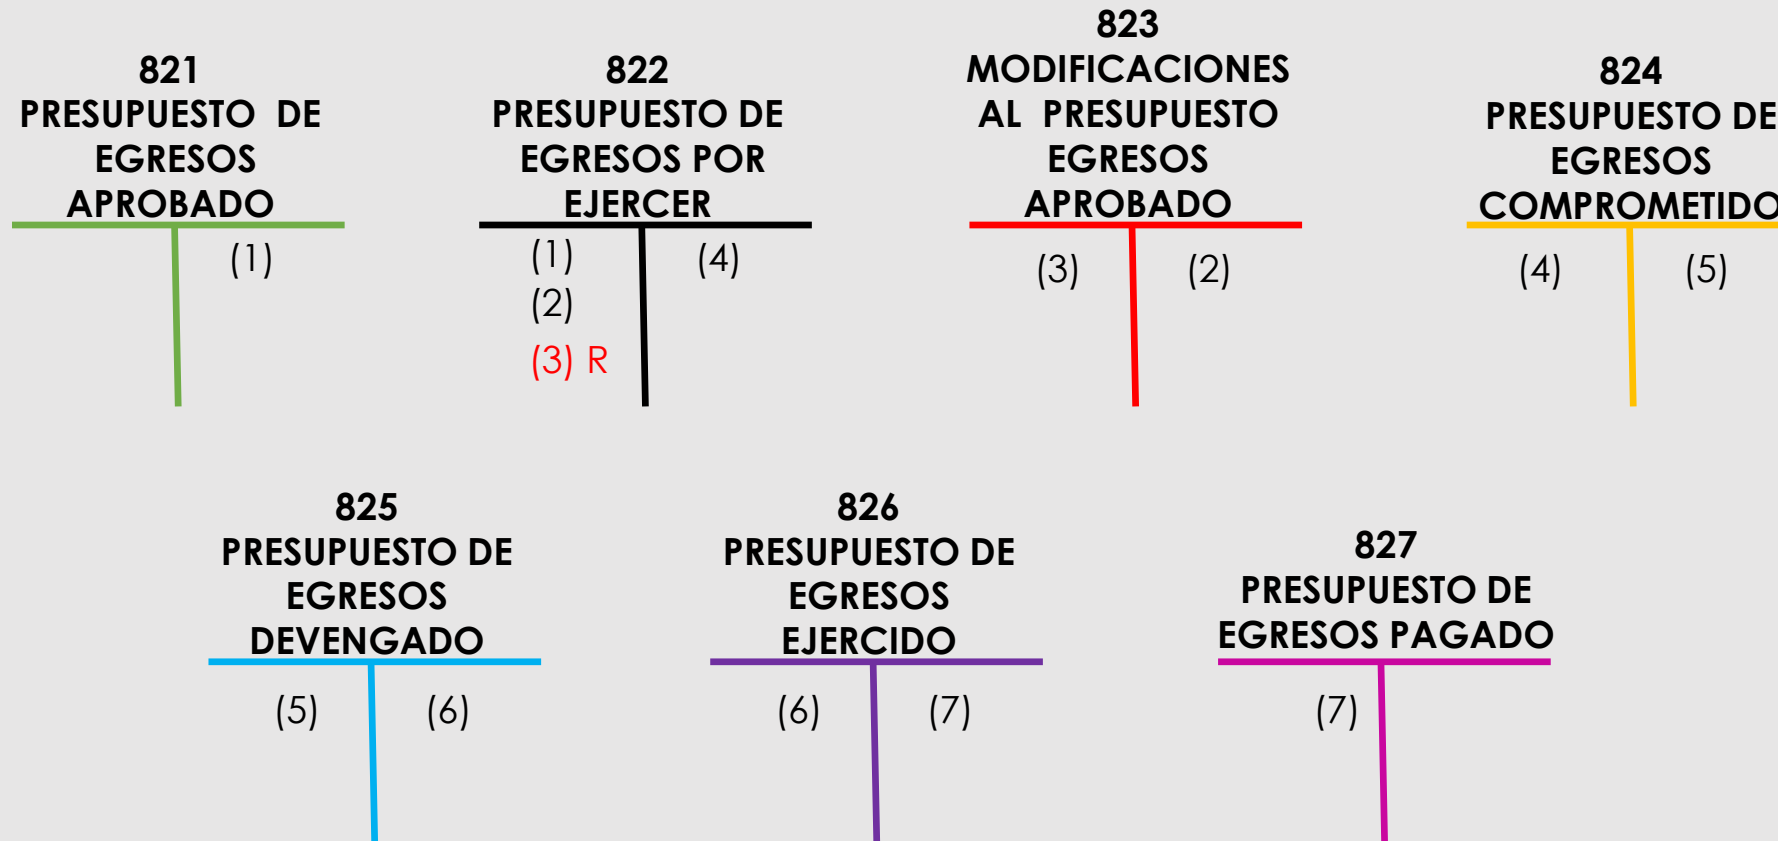 821
PRESUPUESTO DE
EGRESOS
APROBADO
(1)
822
PRESUPUESTO DE
EGRESOS POR
EJERCER
(1)
(4)
(2)
(3) R
823
MODIFICACIONES
AL PRESUPUESTO
EGRESOS
APROBADO
(3)
(2)
824
PRESUPUESTO DE
EGRESOS
COMPROMETIDO
(4)
(5)
825
PRESUPUESTO DE
EGRESOS
DEVENGADO
(5)
(6)
826
PRESUPUESTO DE
EGRESOS
EJERCIDO
(6)
(7)
827
PRESUPUESTO DE
EGRESOS PAGADO
(7)